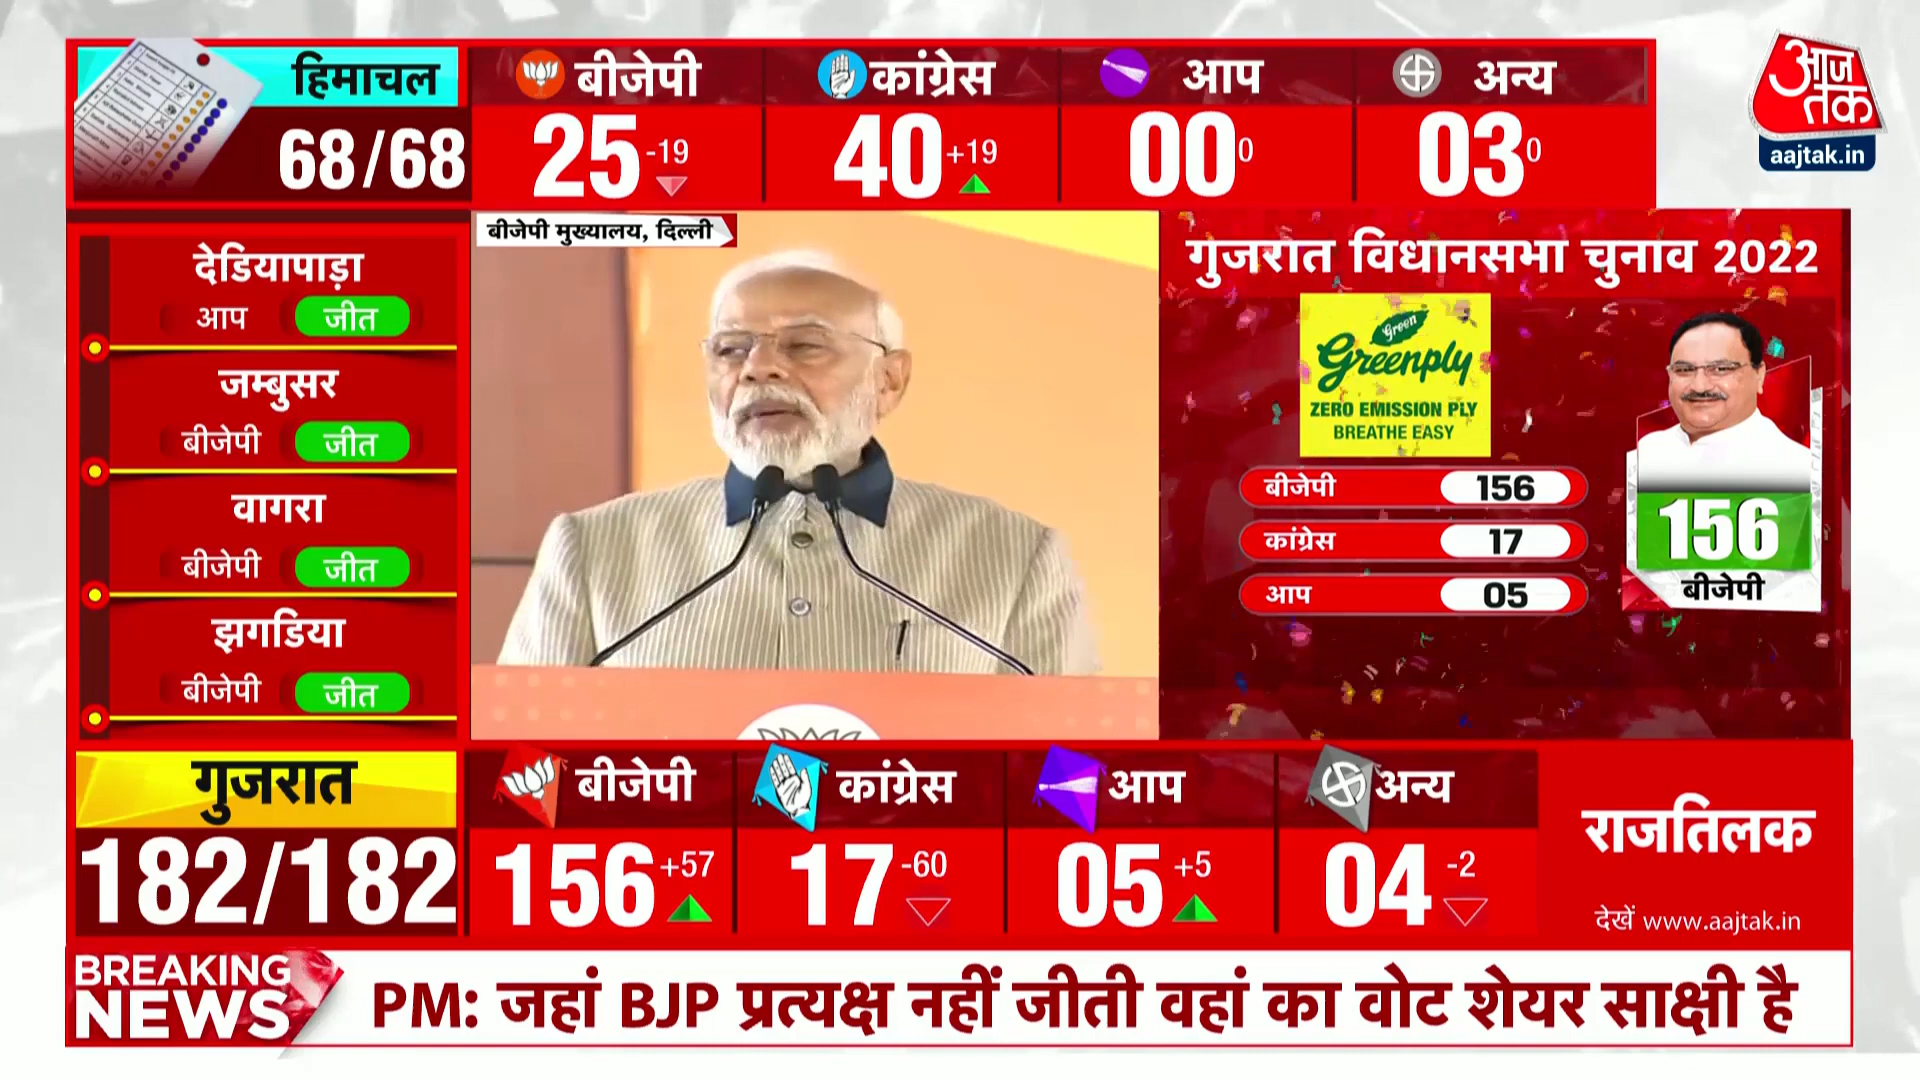 हिमाचल
68/68
बीजेपी
25 -19
कांग्रेस
40 +19
आप
00 0
अन्य
03 0
आज
तक
aajtak.in
देडियापाड़ा
आप जीत
जम्बुसर
बीजेपी जीत
वागरा
बीजेपी जीत
झगडिया
बीजेपी जीत
बीजेपी मुख्यालय, दिल्ली
गुजरात विधानसभा चुनाव 2022
Green
Greenply
ZERO EMISSION PLY
BREATHE EASY
बीजेपी 156
कांग्रेस 17
आप 05
156
बीजेपी
गुजरात
182/182
बीजेपी
156 +57
कांग्रेस
17 -60
आप
05 +5
अन्य
04 -2
राजतिलक
देखें www.aajtak.in
BREAKING
NEWS
PM: जहां BJP प्रत्यक्ष नहीं जीती वहां का वोट शेयर साक्षी है